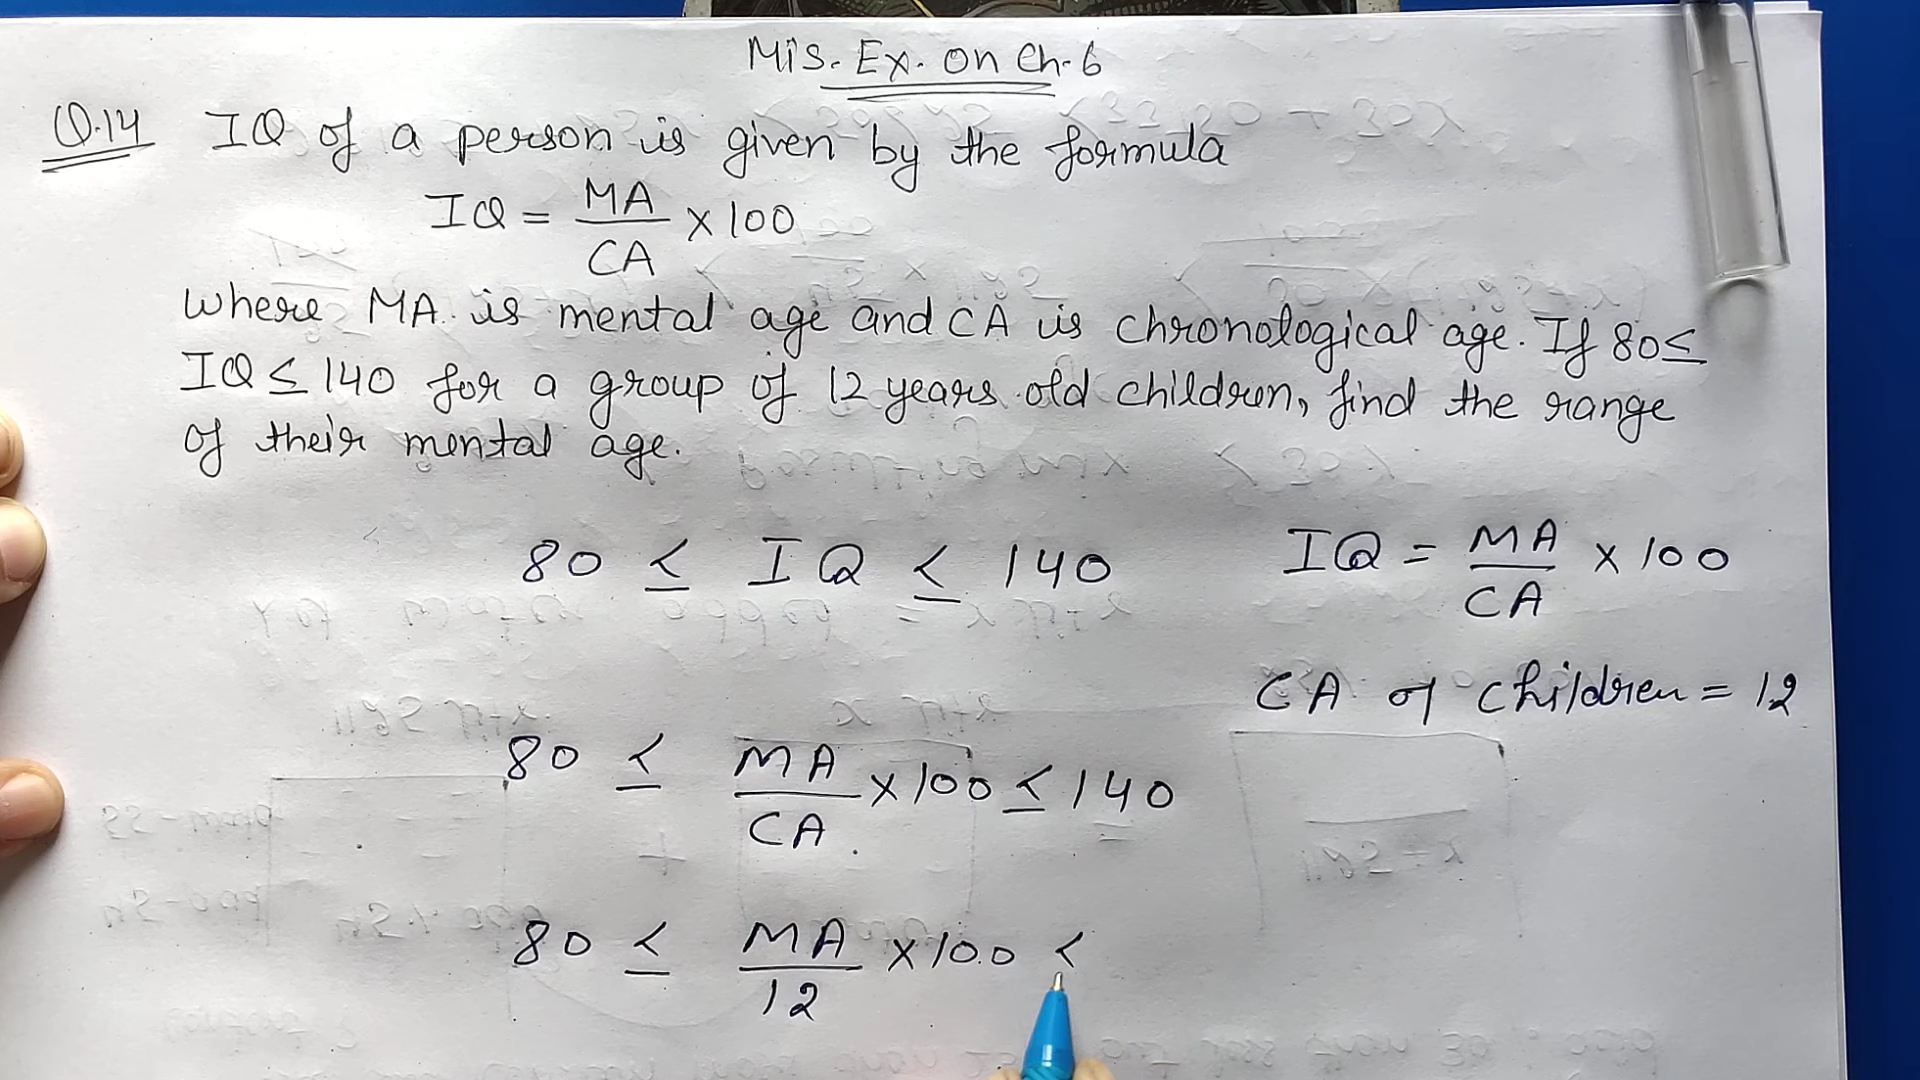 Mis. Ex. on Ch-6
Q.14 IQ of a person is given by the formula
IQ = MA/CA × 100
where MA is mental age and CA is chronological age. If 80 ≤
IQ ≤ 140 for a group of 12 years old children, find the range
of their mental age.
80 ≤ IQ ≤ 140
IQ = MA/CA × 100
CA of children = 12
80 ≤ MA/CA × 100 ≤ 140
80 ≤ MA/12 × 100 <